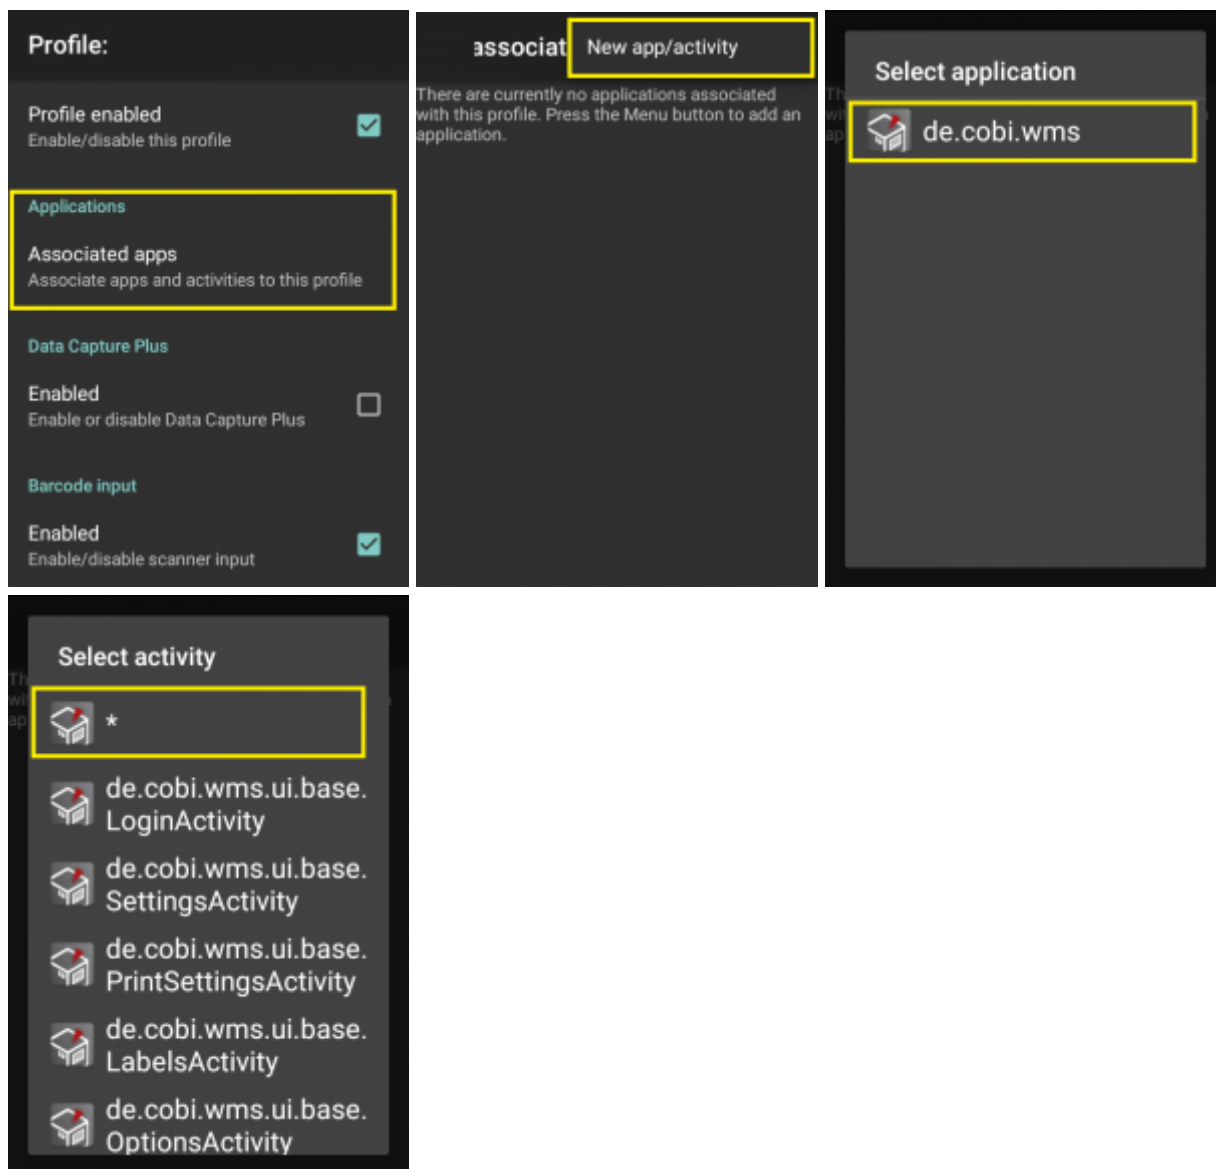 Profile:
Profile enabled
Enable/disable this profile
Applications
Associated apps
Associate apps and activities to this profile
Data Capture Plus
Enabled
Enable or disable Data Capture Plus
Barcode input
Enabled
Enable/disable scanner input
associat
New app/activity
There are currently no applications associated
with this profile. Press the Menu button to add an
application.
Select application
de.cobi.wms
Select activity
*
de.cobi.wms.ui.base.
LoginActivity
de.cobi.wms.ui.base.
SettingsActivity
de.cobi.wms.ui.base.
PrintSettingsActivity
de.cobi.wms.ui.base.
LabelsActivity
de.cobi.wms.ui.base.
OptionsActivity